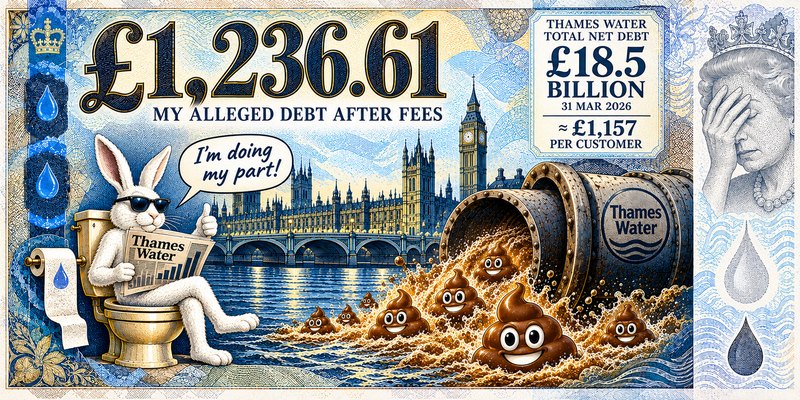 £1,236.61
MY ALLEGED DEBT AFTER FEES
THAMES WATER
TOTAL NET DEBT
£18.5
BILLION
31 MAR 2026
≈ £1,157
PER CUSTOMER
I'm doing
my part!
Thames
Water
Thames
Water